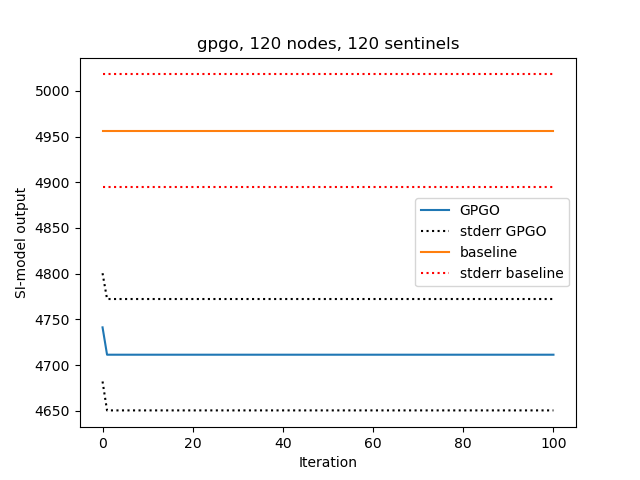 gpgo, 120 nodes, 120 sentinels
SI-model output
5000
4950
4900
4850
4800
4750
4700
4650
GPGO
stderr GPGO
baseline
stderr baseline
0 20 40 60 80 100
Iteration